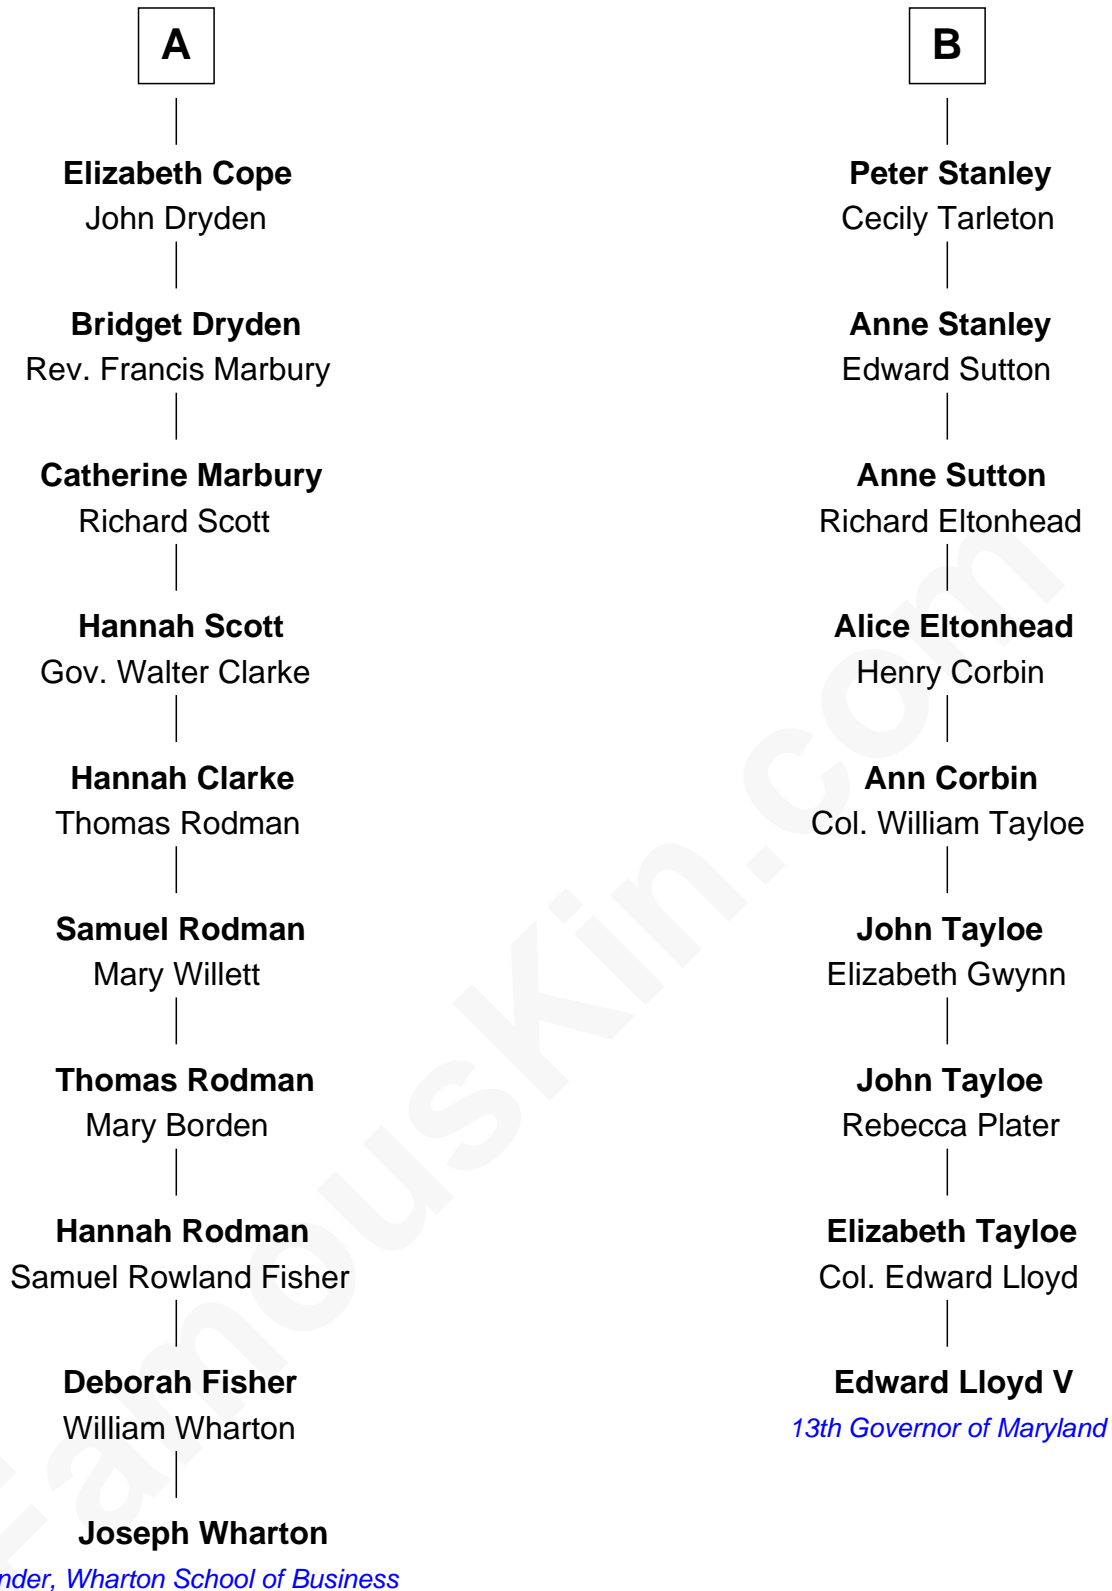 A
Elizabeth Cope
John Dryden
Bridget Dryden
Rev. Francis Marbury
Catherine Marbury
Richard Scott
Hannah Scott
Gov. Walter Clarke
Hannah Clarke
Thomas Rodman
Samuel Rodman
Mary Willett
Thomas Rodman
Mary Borden
Hannah Rodman
Samuel Rowland Fisher
Deborah Fisher
William Wharton
Joseph Wharton
nder, Wharton School of Business
B
Peter Stanley
Cecily Tarleton
Anne Stanley
Edward Sutton
Anne Sutton
Richard Eltonhead
Alice Eltonhead
Henry Corbin
Ann Corbin
Col. William Tayloe
John Tayloe
Elizabeth Gwynn
John Tayloe
Rebecca Plater
Elizabeth Tayloe
Col. Edward Lloyd
Edward Lloyd V
13th Governor of Maryland
FamousKin.com